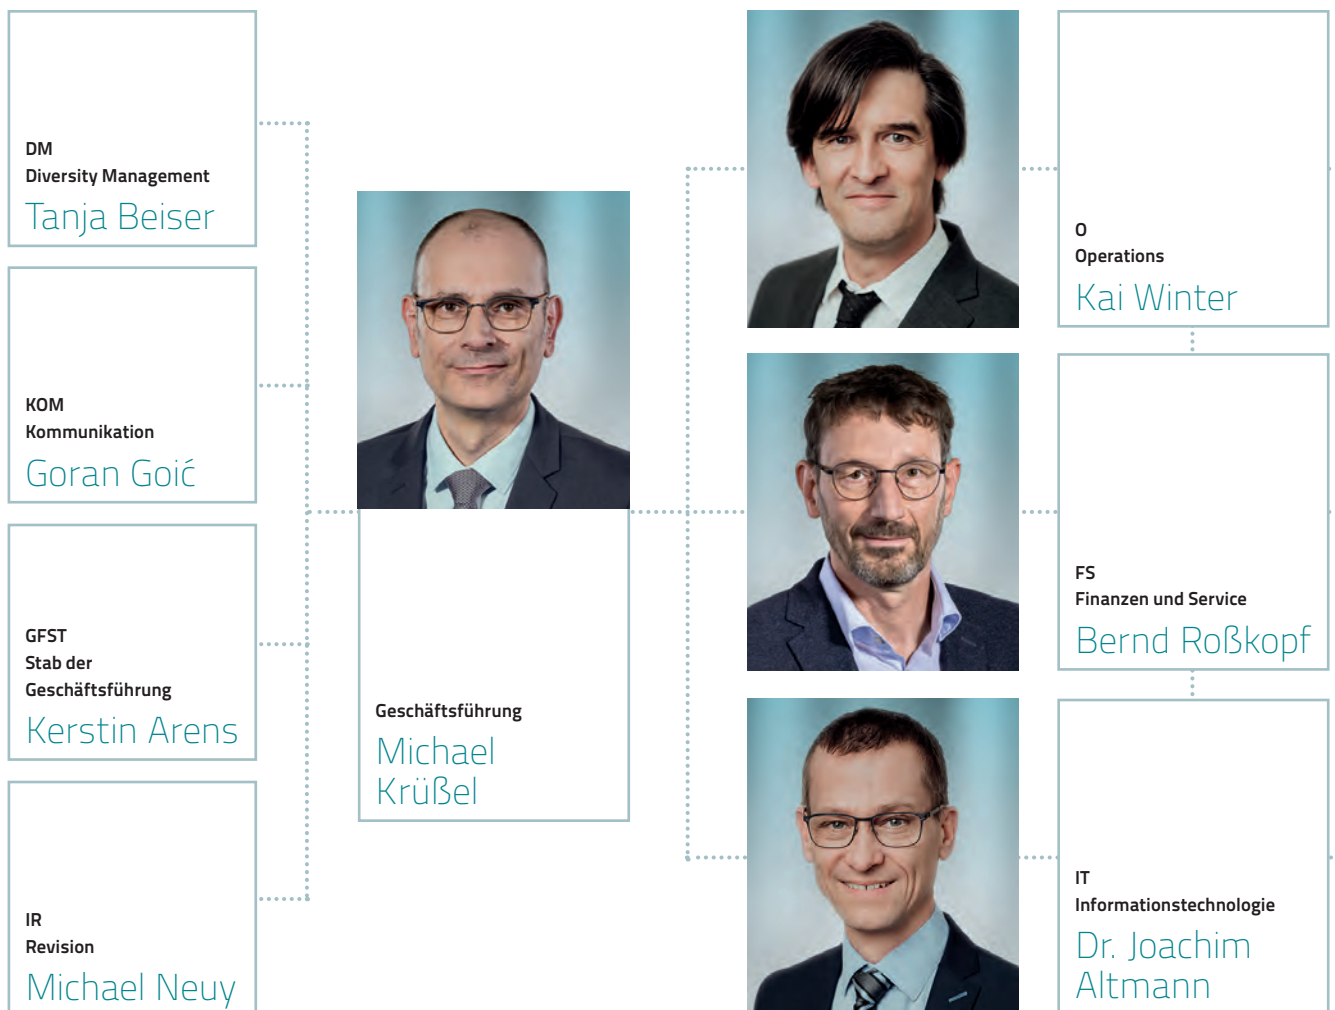 DM
Diversity Management
Tanja Beiser
KOM
Kommunikation
Goran Goić
GFST
Stab der
Geschäftsführung
Kerstin Arens
IR
Revision
Michael Neuy
Geschäftsführung
Michael
Krüßel
O
Operations
Kai Winter
FS
Finanzen und Service
Bernd Roßkopf
IT
Informationstechnologie
Dr. Joachim
Altmann